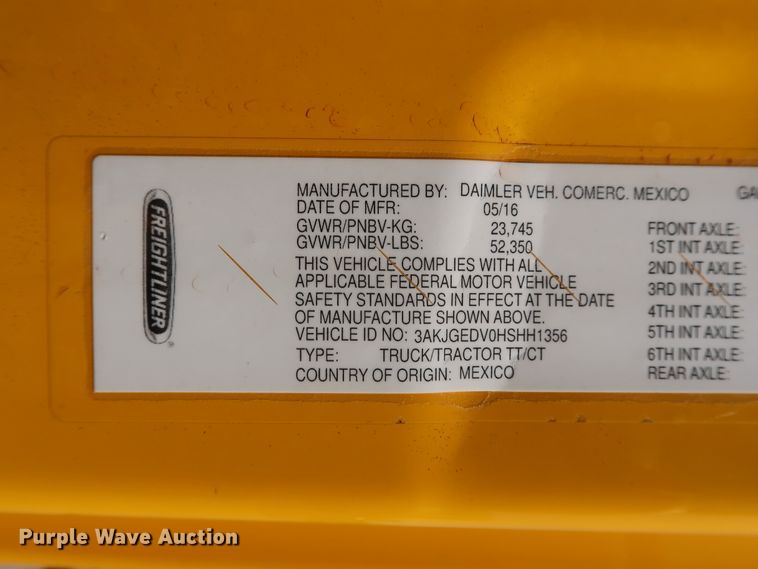 FREIGHTLINER®
MANUFACTURED BY: DAIMLER VEH. COMERC. MEXICO
DATE OF MFR: 05/16
GVWR/PNBV-KG: 23,745
GVWR/PNBV-LBS: 52,350
THIS VEHICLE COMPLIES WITH ALL
APPLICABLE FEDERAL MOTOR VEHICLE
SAFETY STANDARDS IN EFFECT AT THE DATE
OF MANUFACTURE SHOWN ABOVE.
VEHICLE ID NO: 3AKJGEDV0HSHH1356
TYPE: TRUCK/TRACTOR TT/CT
COUNTRY OF ORIGIN: MEXICO
GA
FRONT AXLE:
1ST INT AXLE:
2ND INT AXLE:
3RD INT AXLE:
4TH INT AXLE:
5TH INT AXLE:
6TH INT AXLE:
REAR AXLE:
Purple Wave Auction